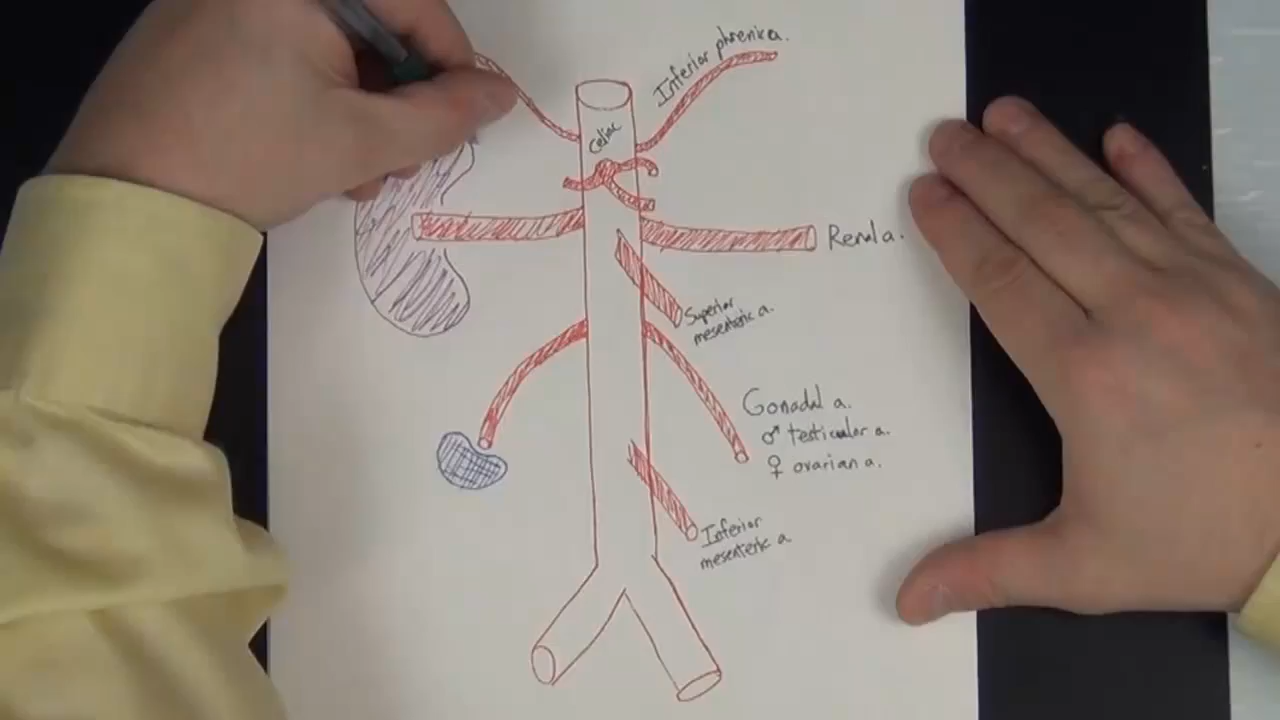 Inferior phrenic a.
Celiac
Renal a.
Superior
mesenteric a.
Gonadal a.
♂ testicular a.
♀ ovarian a.
Inferior
mesenteric a